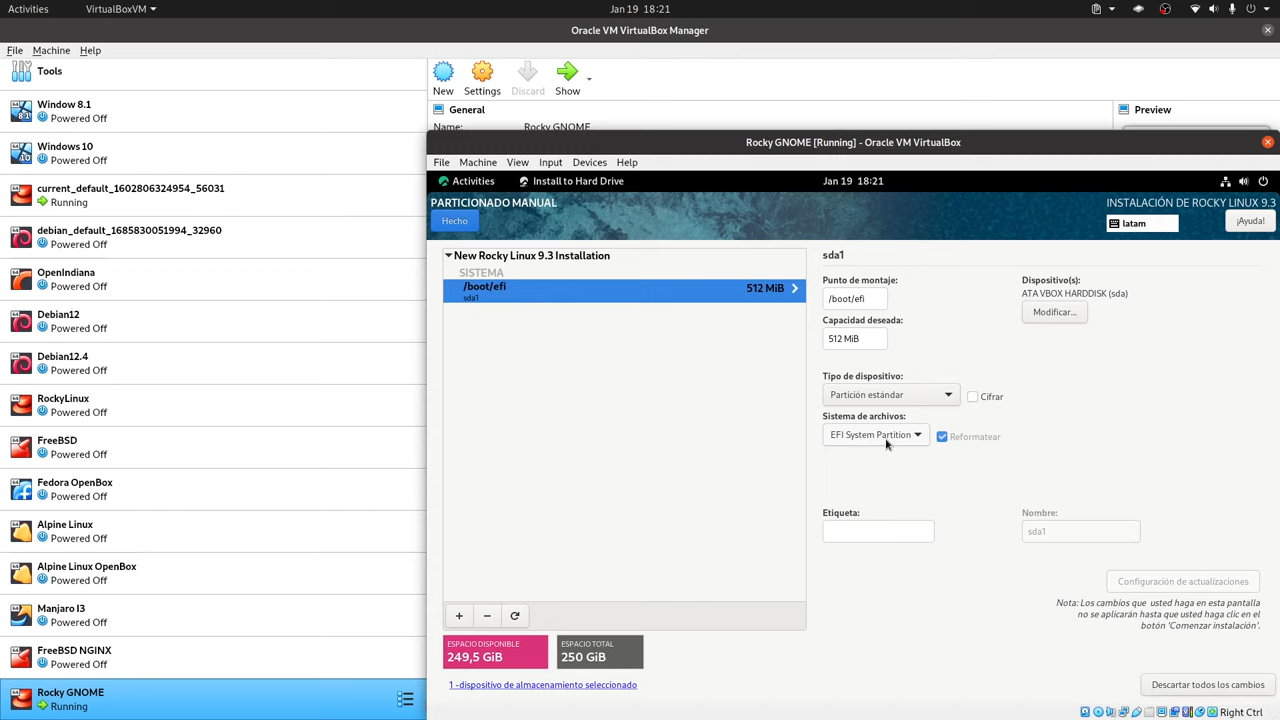 Activities
VirtualBoxVM
Jan 19 18:21
Oracle VM VirtualBox Manager
File Machine Help
Tools
Window 8.1
Powered Off
Windows 10
Powered Off
current_default_1602806324954_56031
Running
debian_default_1685830051994_32960
Powered Off
OpenIndiana
Powered Off
Debian12
Powered Off
Debian12.4
Powered Off
RockyLinux
Powered Off
FreeBSD
Powered Off
Fedora OpenBox
Powered Off
Alpine Linux
Powered Off
Alpine Linux OpenBox
Powered Off
Manjaro I3
Powered Off
FreeBSD NGINX
Powered Off
Rocky GNOME
Running
New Settings Discard Show
General
Preview
Name: Rocky GNOME
Rocky GNOME [Running] - Oracle VM VirtualBox
File Machine View Input Devices Help
Activities Install to Hard Drive Jan 19 18:21
PARTICIONADO MANUAL
INSTALACIÓN DE ROCKY LINUX 9.3
Hecho
latam
¡Ayuda!
New Rocky Linux 9.3 Installation
SISTEMA
/boot/efi
512 MiB
sda1
sda1
Punto de montaje:
/boot/efi
Capacidad deseada:
512 MiB
Dispositivo(s):
ATA VBOX HARDDISK (sda)
Modificar...
Tipo de dispositivo:
Partición estándar
Cifrar
Sistema de archivos:
EFI System Partition
Reformatear
Etiqueta:
Nombre:
sda1
Configuración de actualizaciones
Nota: Los cambios que usted haga en esta pantalla
no se aplicarán hasta que usted haga clic en el
botón 'Comenzar instalación'.
+ -
ESPACIO DISPONIBLE
249,5 GiB
ESPACIO TOTAL
250 GiB
1 -dispositivo de almacenamiento seleccionado
Descartar todos los cambios
Right Ctrl